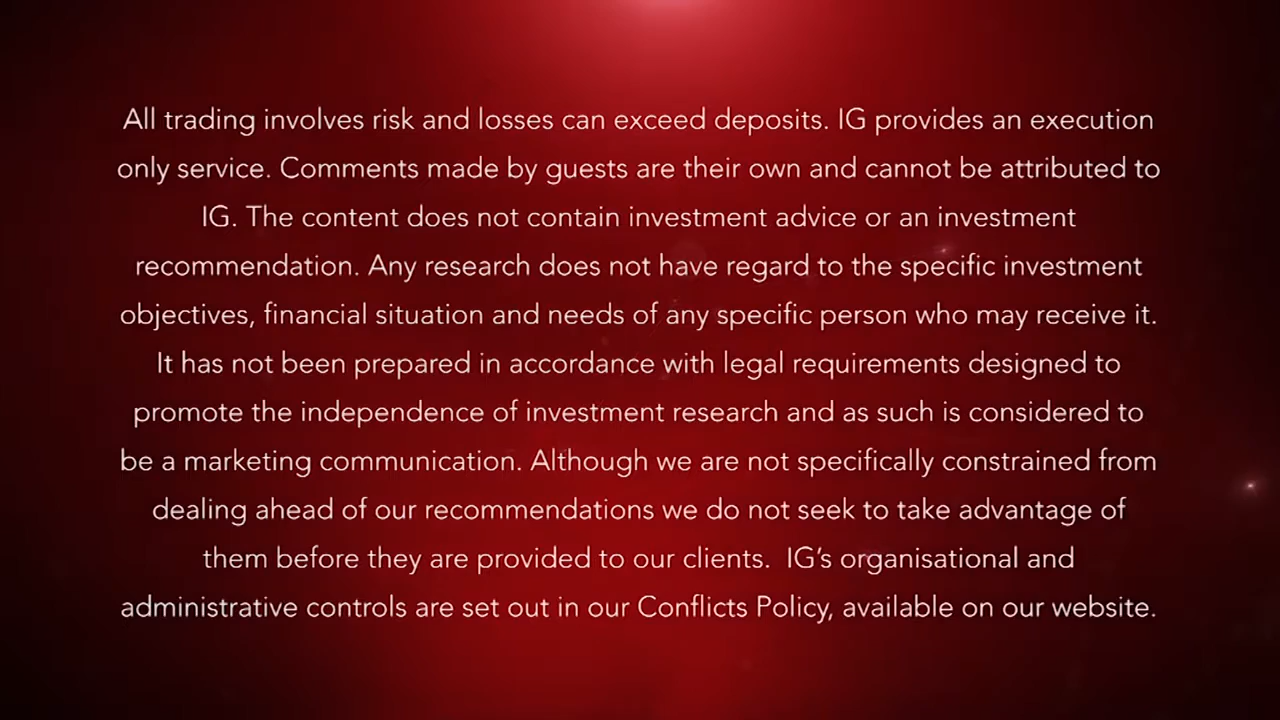 All trading involves risk and losses can exceed deposits. IG provides an execution
only service. Comments made by guests are their own and cannot be attributed to
IG. The content does not contain investment advice or an investment
recommendation. Any research does not have regard to the specific investment
objectives, financial situation and needs of any specific person who may receive it.
It has not been prepared in accordance with legal requirements designed to
promote the independence of investment research and as such is considered to
be a marketing communication. Although we are not specifically constrained from
dealing ahead of our recommendations we do not seek to take advantage of
them before they are provided to our clients.  IG’s organisational and
administrative controls are set out in our Conflicts Policy, available on our website.